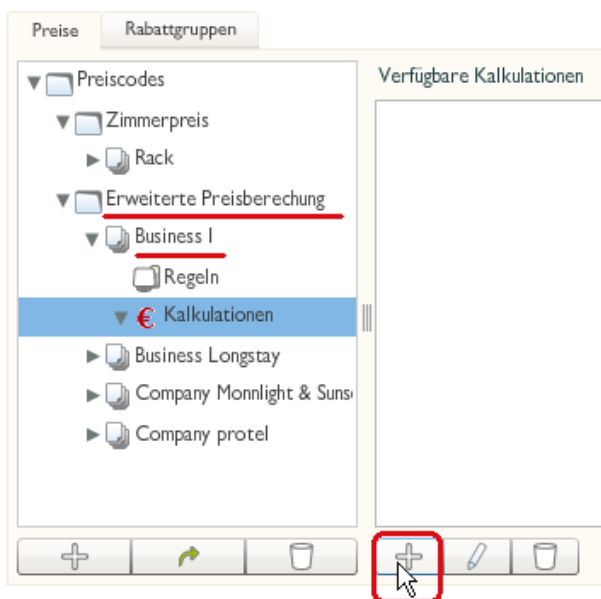 Preise
Rabattgruppen
Preiscodes
Verfügbare Kalkulationen
Zimmerpreis
Rack
Erweiterte Preisberechung
Business I
Regeln
€ Kalkulationen
Business Longstay
Company Monnlight & Suns
Company protel